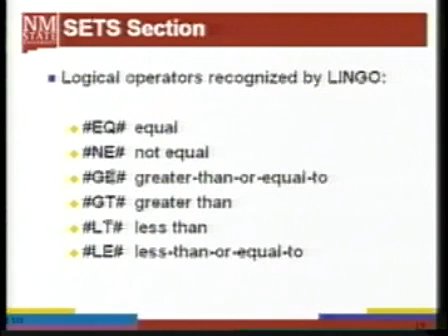 NM
STATE
SETS Section
Logical operators recognized by LINGO:
#EQ# equal
#NE# not equal
#GE# greater-than-or-equal-to
#GT# greater than
#LT# less than
#LE# less-than-or-equal-to